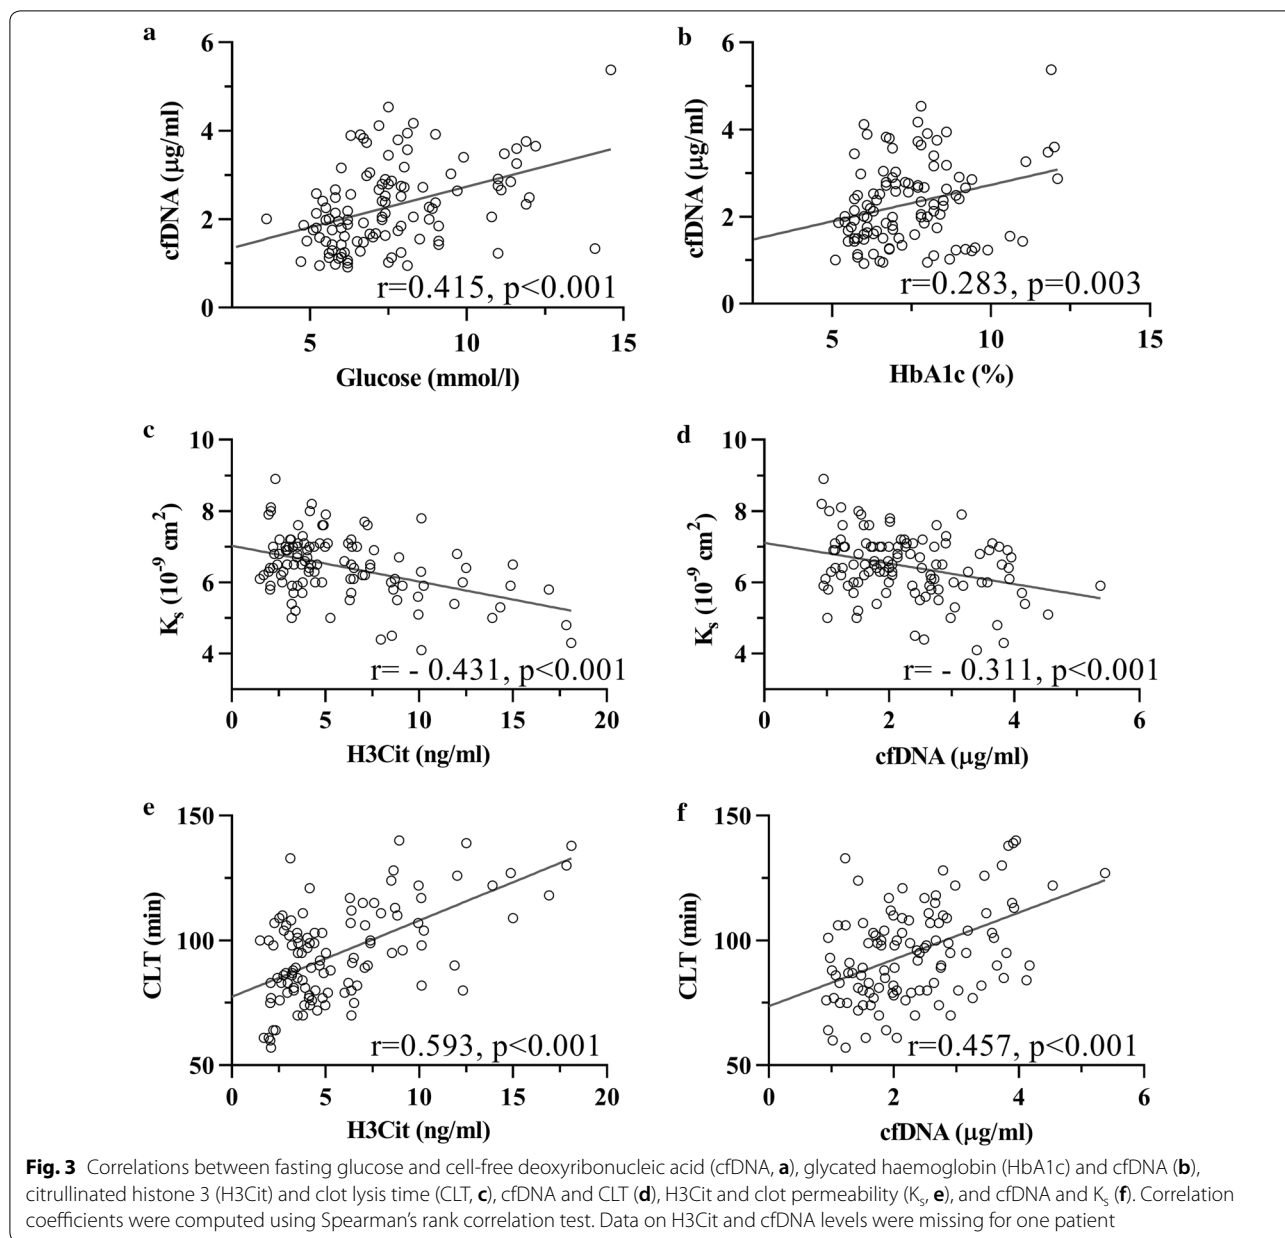 a
6
4
2
0
cfDNA (μg/ml)
r=0.415, p<0.001
5 10 15
Glucose (mmol/l)
b
6
4
2
0
cfDNA (μg/ml)
r=0.283, p=0.003
5 10 15
HbA1c (%)
c
10
8
6
4
Ks (10-9 cm2)
r= - 0.431, p<0.001
0 5 10 15 20
H3Cit (ng/ml)
d
10
8
6
4
Ks (10-9 cm2)
r= - 0.311, p<0.001
0 2 4 6
cfDNA (μg/ml)
e
150
100
50
CLT (min)
r=0.593, p<0.001
0 5 10 15 20
H3Cit (ng/ml)
f
150
100
50
CLT (min)
r=0.457, p<0.001
0 2 4 6
cfDNA (μg/ml)
Fig. 3 Correlations between fasting glucose and cell-free deoxyribonucleic acid (cfDNA, a), glycated haemoglobin (HbA1c) and cfDNA (b),
citrullinated histone 3 (H3Cit) and clot lysis time (CLT, c), cfDNA and CLT (d), H3Cit and clot permeability (Ks, e), and cfDNA and Ks (f). Correlation
coefficients were computed using Spearman's rank correlation test. Data on H3Cit and cfDNA levels were missing for one patient